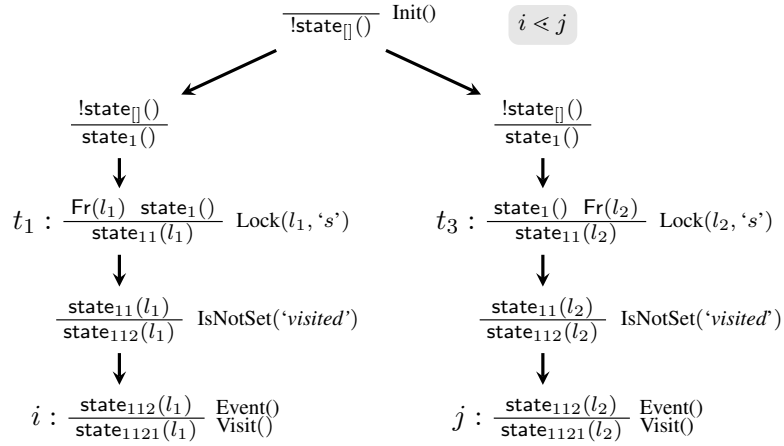 Init()
!state[]()
i ⋖ j
!state[]()
state1()
!state[]()
state1()
t1 : Fr(l1) state1() Lock(l1, ‘s’)
state11(l1)
t3 : state1() Fr(l2) Lock(l2, ‘s’)
state11(l2)
state11(l1) IsNotSet(‘visited’)
state112(l1)
state11(l2) IsNotSet(‘visited’)
state112(l2)
i : state112(l1) Event()
state1121(l1) Visit()
j : state112(l2) Event()
state1121(l2) Visit()